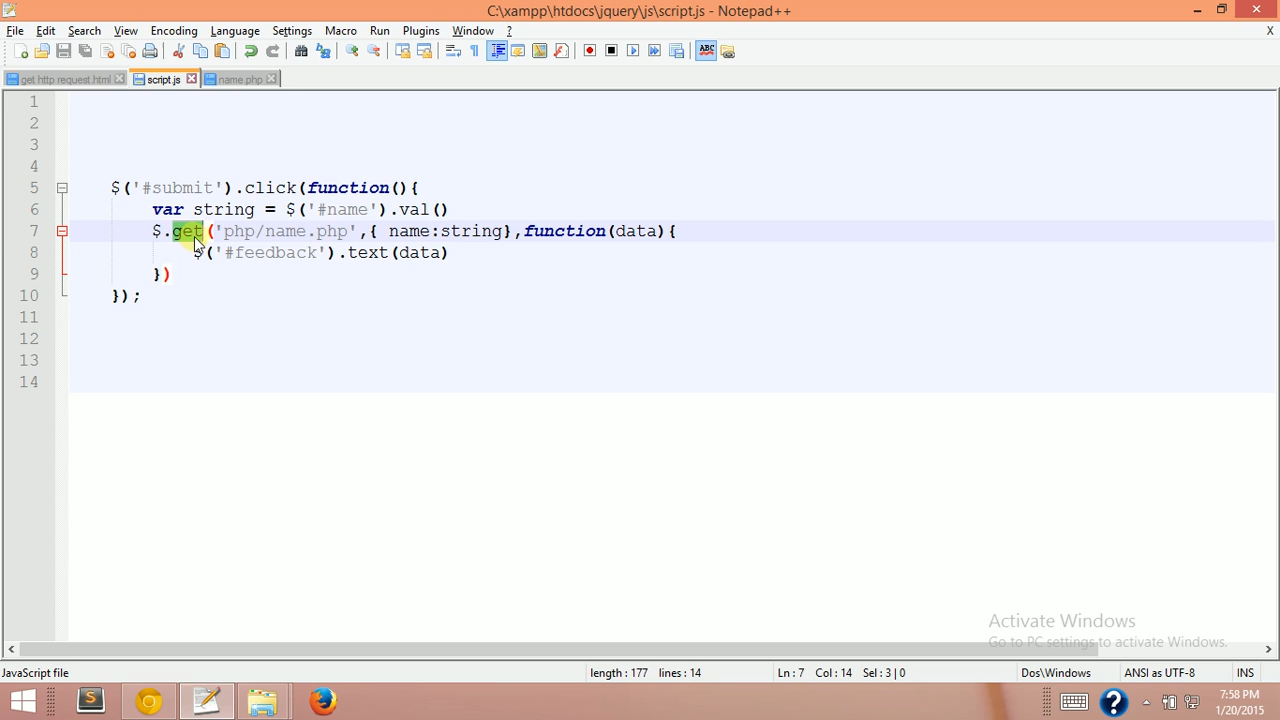 C:\xampp\htdocs\jquery\js\script.js - Notepad++
File Edit Search View Encoding Language Settings Macro Run Plugins Window ? X
ABC
get http request.html script.js name.php
1
2
3
4
5 $('#submit').click(function(){
6 var string = $('#name').val()
7 $.get('php/name.php',{ name:string},function(data){
8 $('#feedback').text(data)
9 })
10 });
11
12
13
14
Activate Windows
Go to PC settings to activate Windows.
JavaScript file length : 177 lines : 14 Ln : 7 Col : 14 Sel : 3 | 0 Dos\Windows ANSI as UTF-8 INS
7:58 PM
1/20/2015